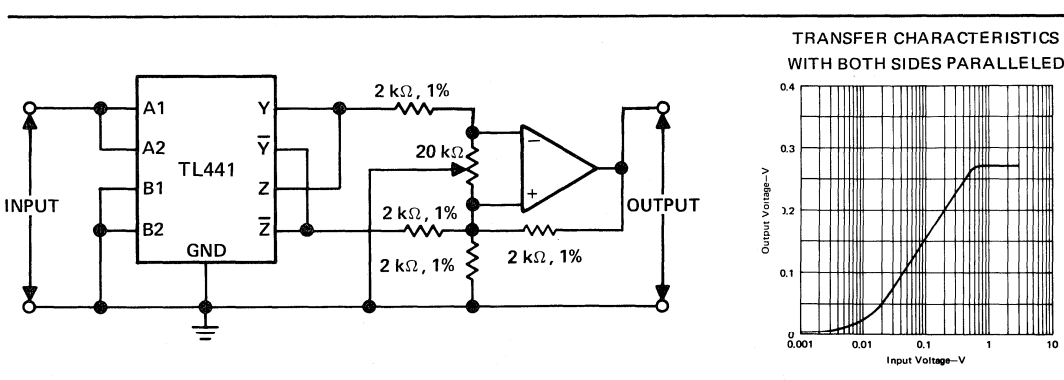 TRANSFER CHARACTERISTICS
WITH BOTH SIDES PARALLELED
INPUT
A1
A2
B1
B2
TL441
GND
Y
Y̅
Z
Z̅
2 kΩ, 1%
20 kΩ
2 kΩ, 1%
2 kΩ, 1%
2 kΩ, 1%
−
+
OUTPUT
Output Voltage—V
0.4
0.3
0.2
0.1
0
0.001
0.01
0.1
1
10
Input Voltage—V